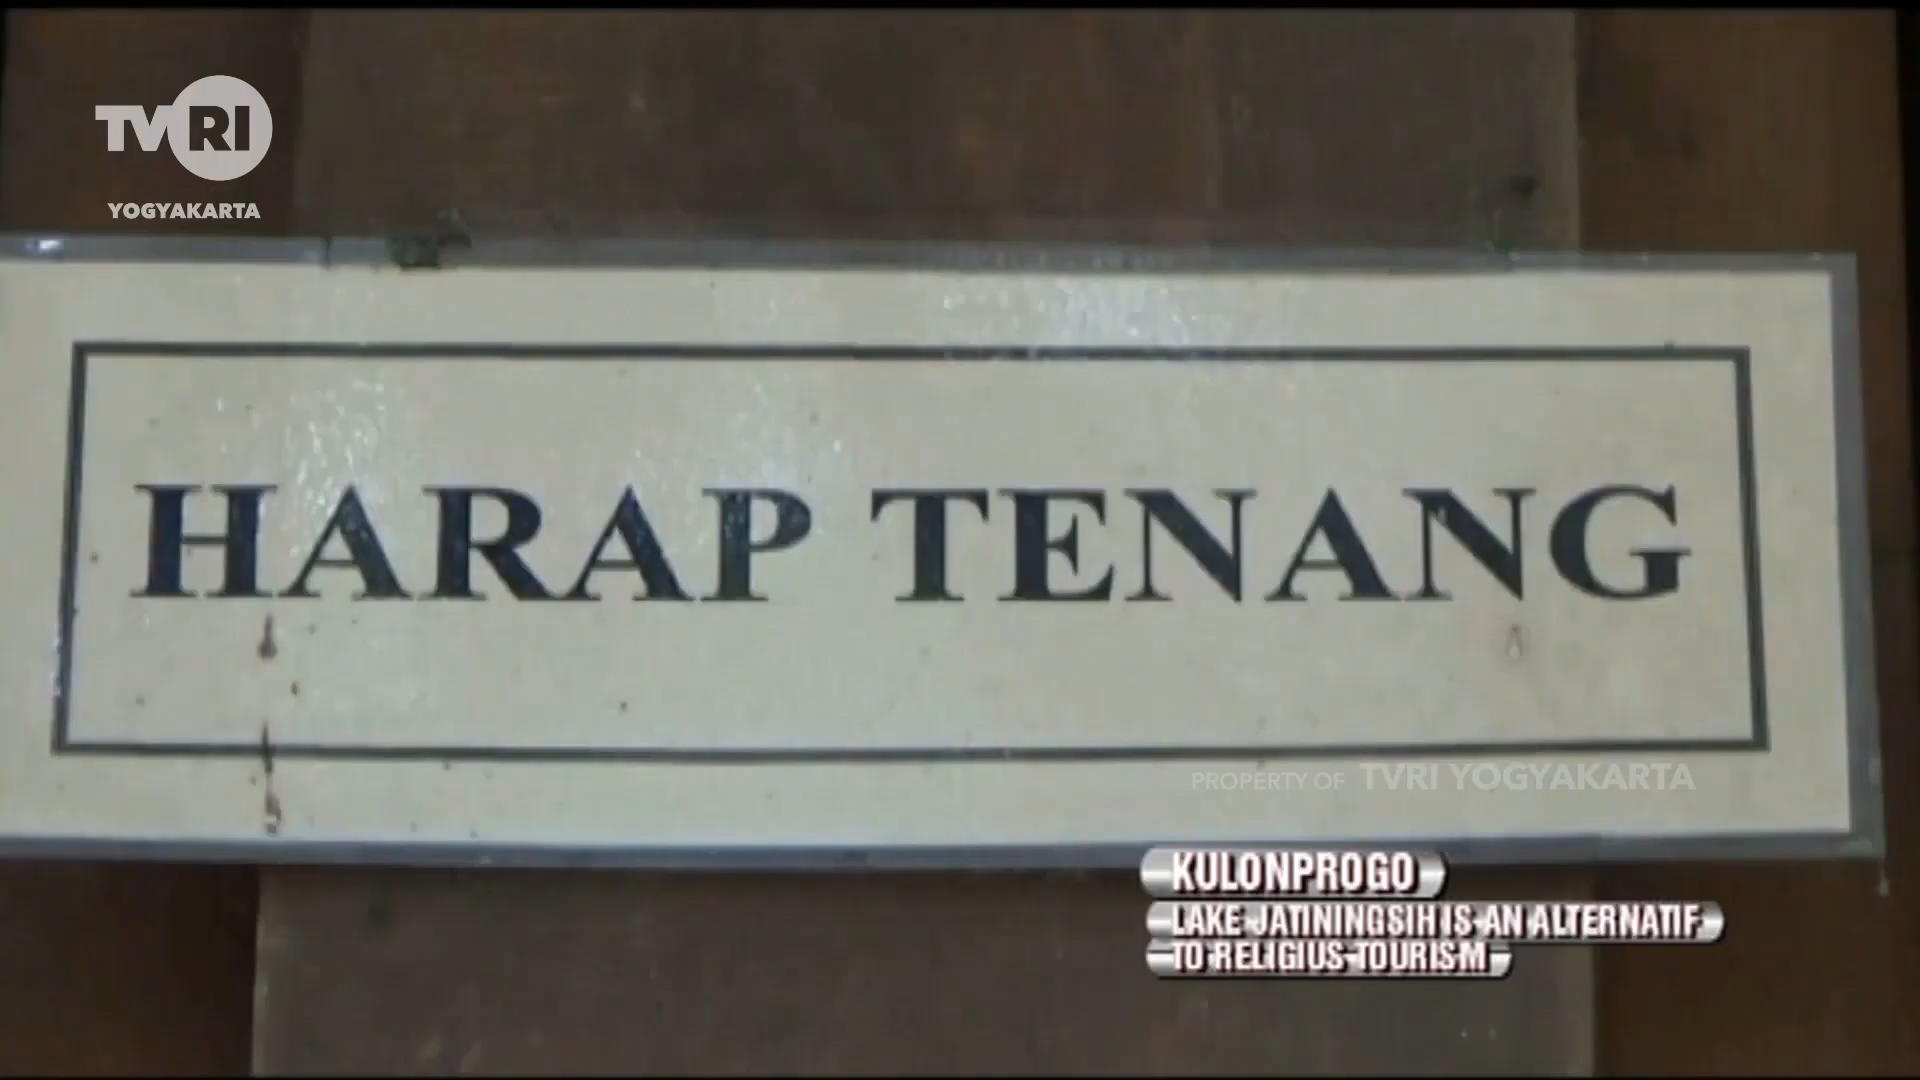 TVRI
YOGYAKARTA
HARAP TENANG
PROPERTY OF TVRI YOGYAKARTA
KULONPROGO
LAKE JATININGSIH IS AN ALTERNATIF
TO RELIGIUS TOURISM